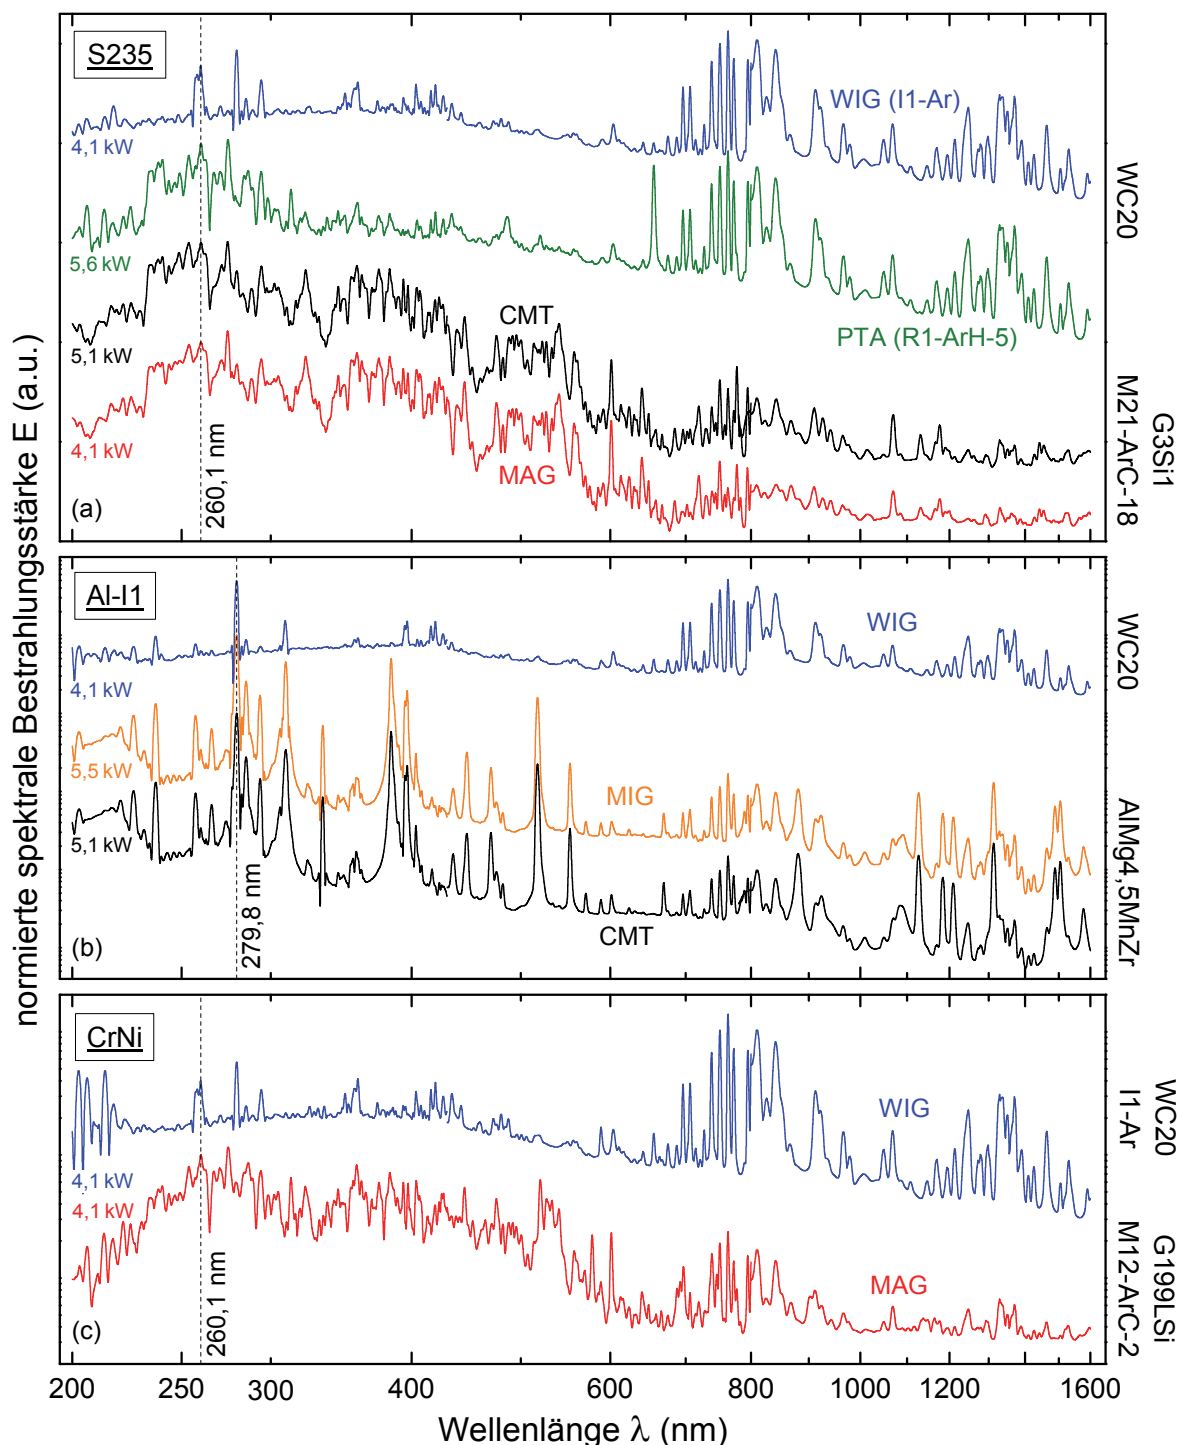 normierte spektrale Bestrahlungsstärke E (a.u.)
S235
WIG (I1-Ar)
4,1 kW
PTA (R1-ArH-5)
5,6 kW
CMT
5,1 kW
MAG
4,1 kW
260,1 nm
(a)
WC20
G3Si1
M21-ArC-18
Al-I1
WIG
4,1 kW
MIG
5,5 kW
CMT
5,1 kW
279,8 nm
(b)
WC20
AlMg4,5MnZr
CrNi
WIG
4,1 kW
4,1 kW
MAG
260,1 nm
(c)
WC20
I1-Ar
G199LSi
M12-ArC-2
200 250 300 400 600 800 1000 1200 1600
Wellenlänge λ (nm)